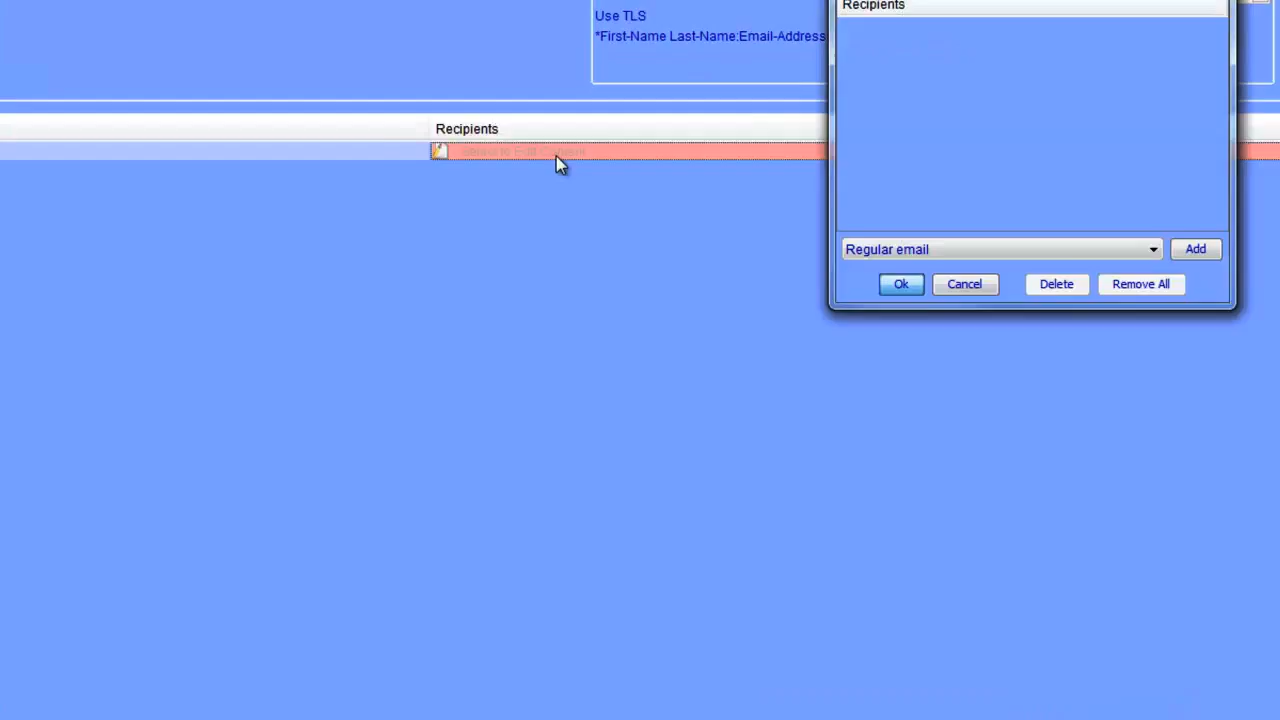 Recipients
Use TLS
*First-Name Last-Name:Email-Address
Recipients
Regular email
Add
Ok
Cancel
Delete
Remove All